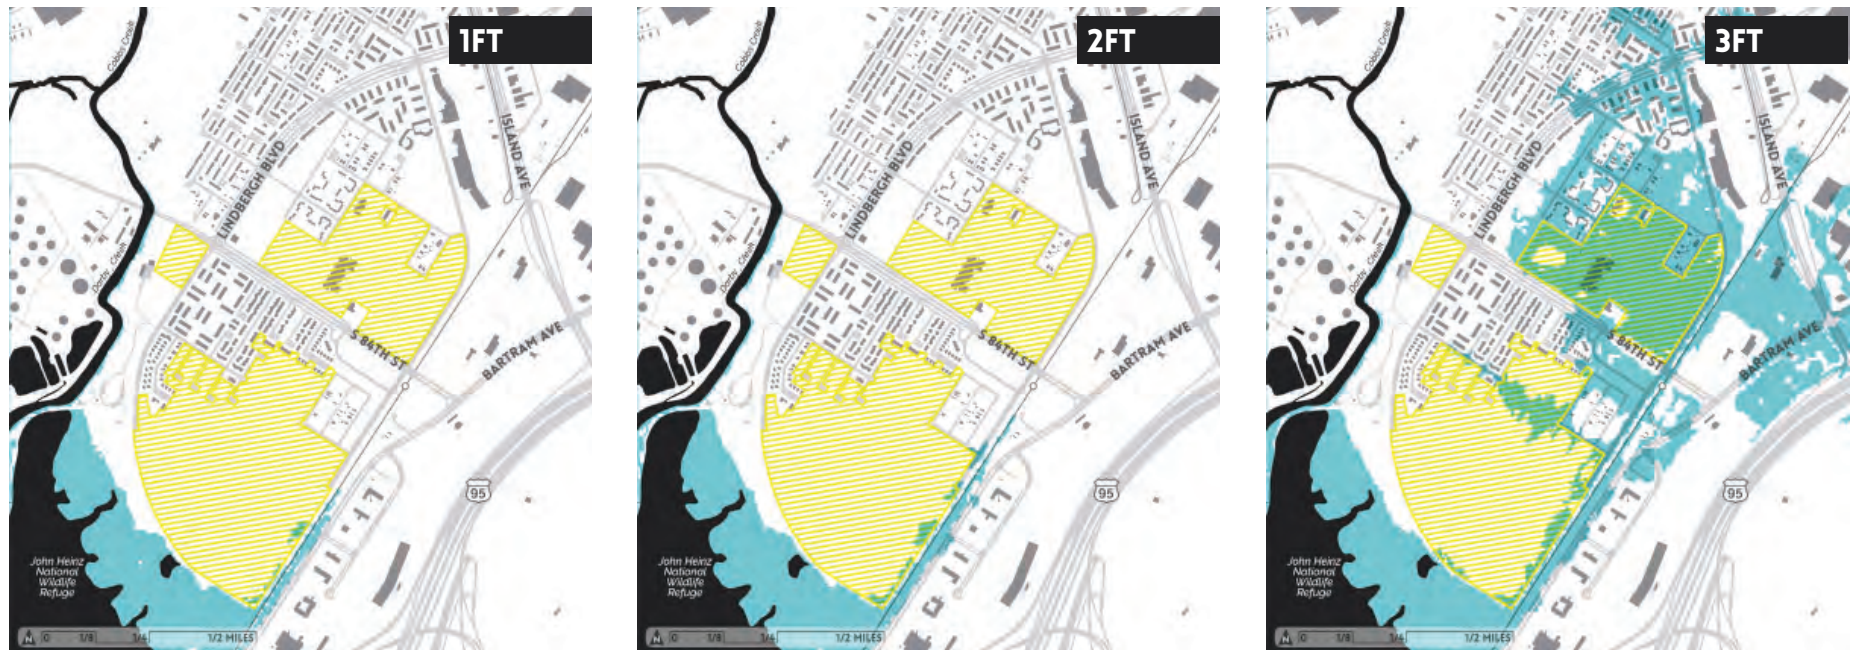 1FT
Cobbs Creek
ISLAND AVE
LINDBERGH BLVD
Darby Creek
S 84TH ST
BARTRAM AVE
95
John Heinz
National
Wildlife
Refuge
N 0 1/8 1/4 1/2 MILES
2FT
Cobbs Creek
ISLAND AVE
LINDBERGH BLVD
Darby Creek
S 84TH ST
BARTRAM AVE
95
John Heinz
National
Wildlife
Refuge
N 0 1/8 1/4 1/2 MILES
3FT
Cobbs Creek
ISLAND AVE
LINDBERGH BLVD
Darby Creek
S 84TH ST
BARTRAM AVE
95
John Heinz
National
Wildlife
Refuge
N 0 1/8 1/4 1/2 MILES